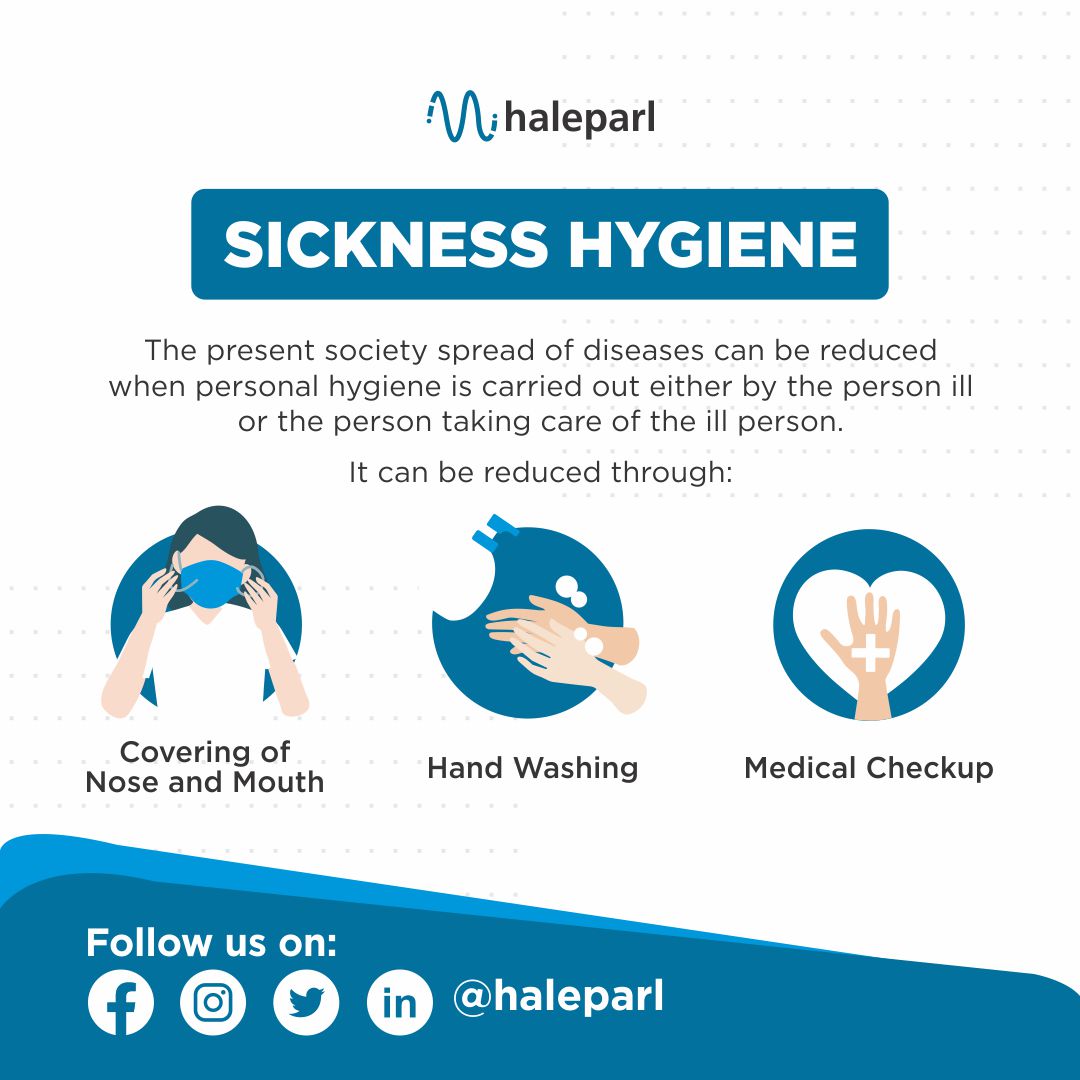 haleparl
SICKNESS HYGIENE
The present society spread of diseases can be reduced
when personal hygiene is carried out either by the person ill
or the person taking care of the ill person.
It can be reduced through:
Covering of
Nose and Mouth
Hand Washing
Medical Checkup
Follow us on:
@haleparl